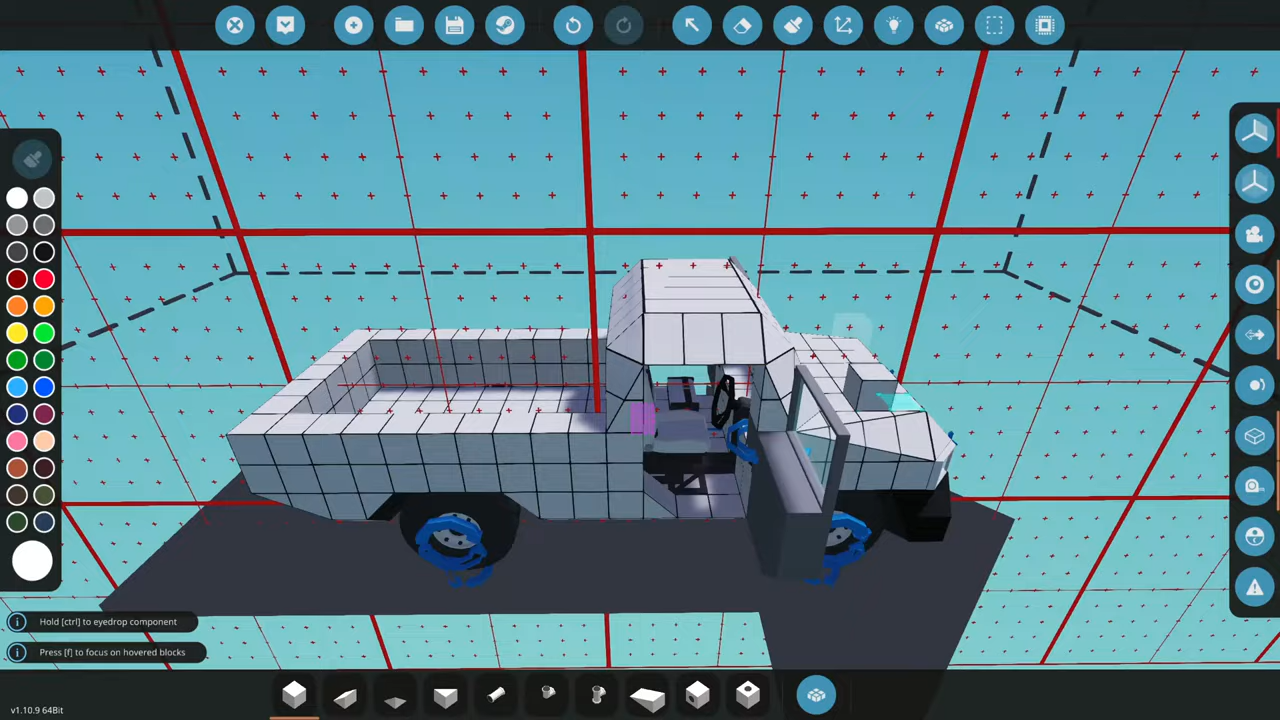 Hold [ctrl] to eyedrop component
Press [f] to focus on hovered blocks
v1.10.9 64Bit